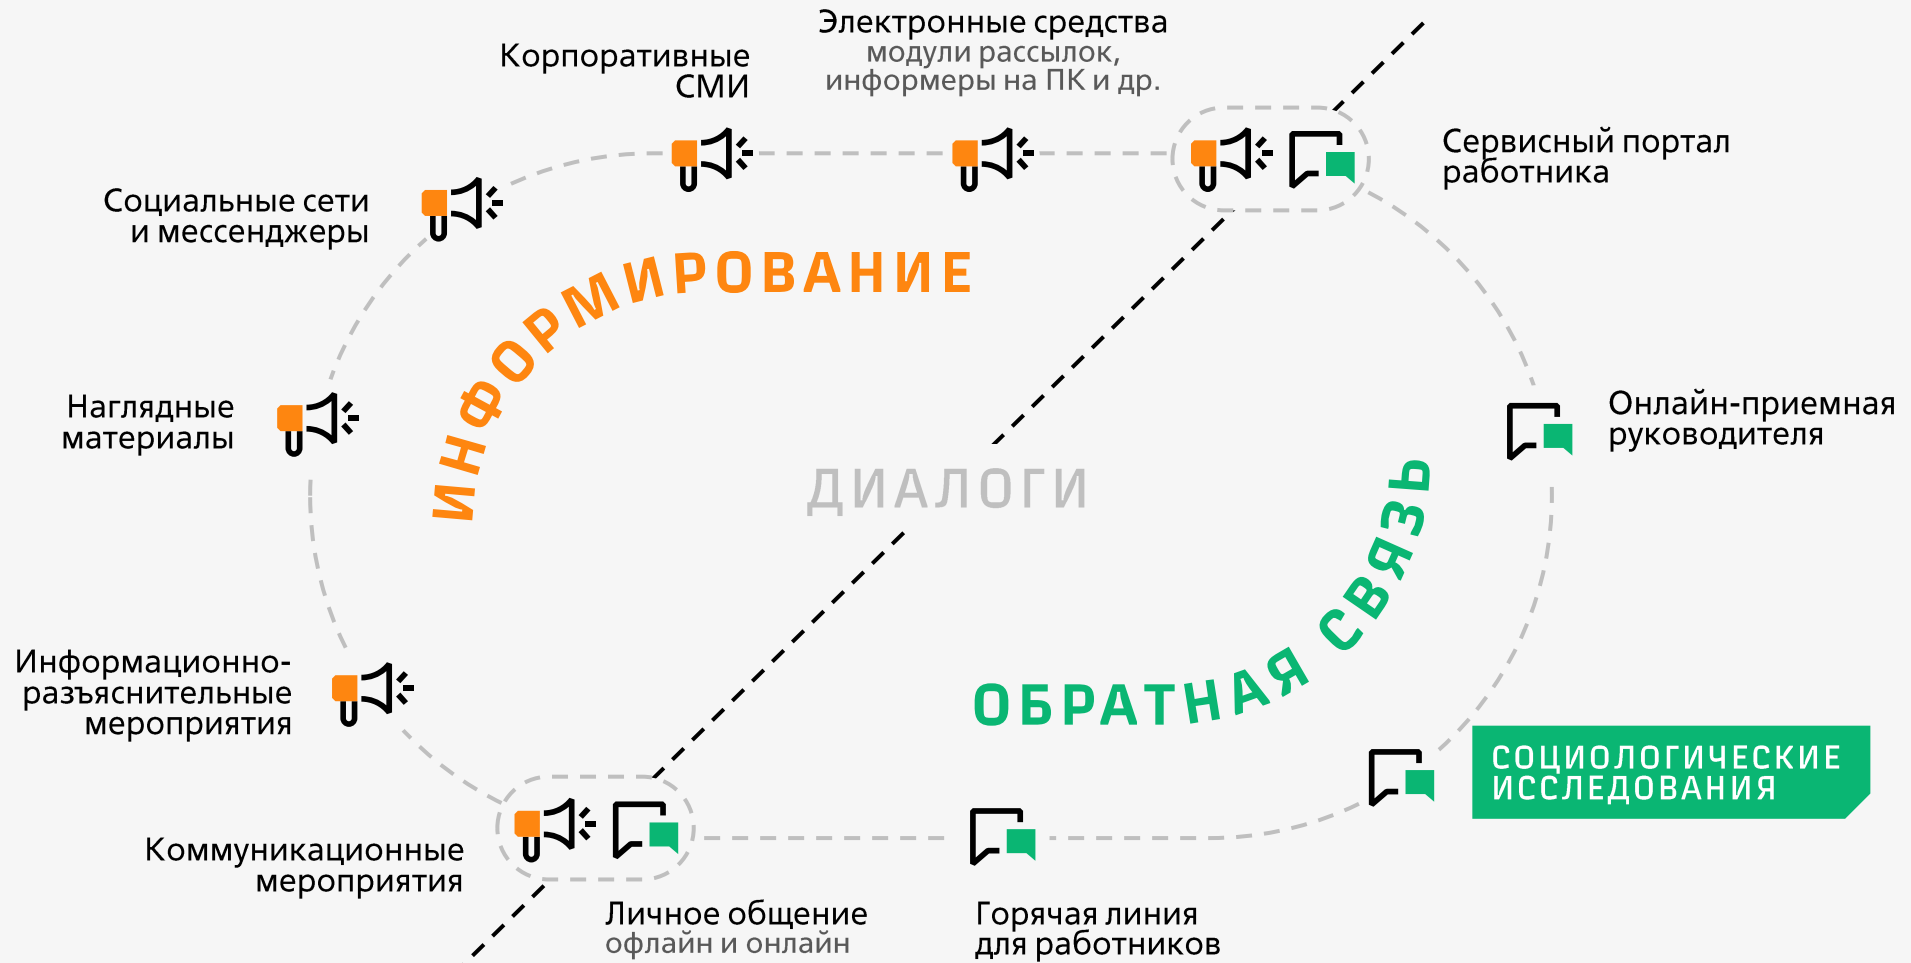 Электронные средства
модули рассылок,
информеры на ПК и др.
Корпоративные
СМИ
Сервисный портал
работника
Социальные сети
и мессенджеры
ИНФОРМИРОВАНИЕ
Наглядные
материалы
Онлайн-приемная
руководителя
ДИАЛОГИ
ОБРАТНАЯ СВЯЗЬ
Информационно-
разъяснительные
мероприятия
СОЦИОЛОГИЧЕСКИЕ
ИССЛЕДОВАНИЯ
Коммуникационные
мероприятия
Личное общение
офлайн и онлайн
Горячая линия
для работников